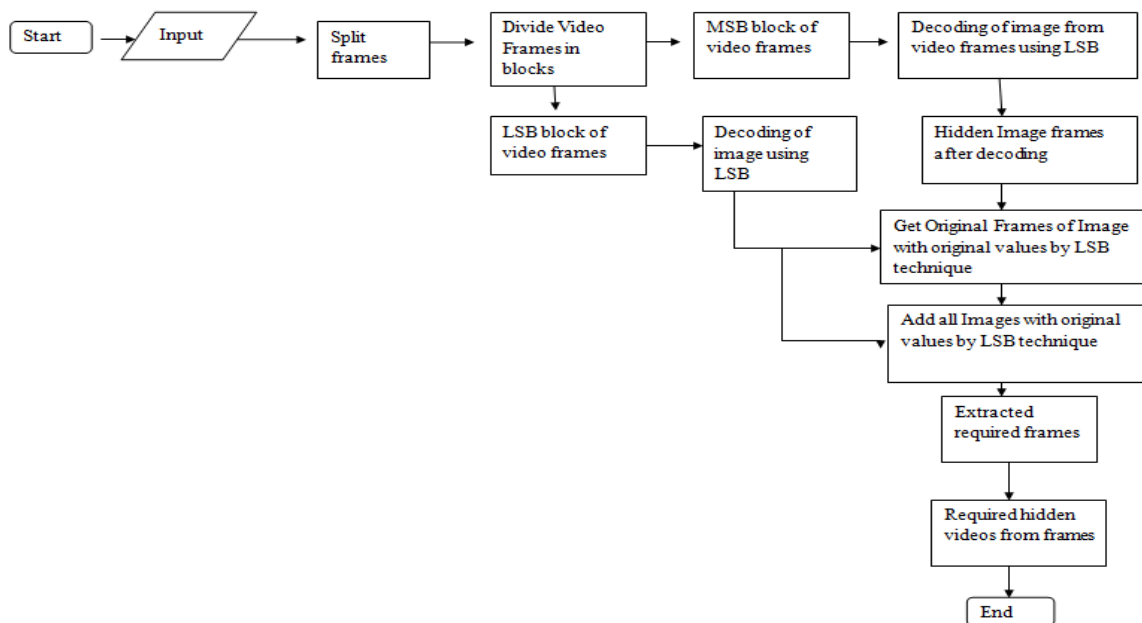 Start
Input
Split
frames
Divide Video
Frames in
blocks
MSB block of
video frames
Decoding of image from
video frames using LSB
LSB block of
video frames
Decoding of
image using
LSB
Hidden Image frames
after decoding
Get Original Frames of Image
with original values by LSB
technique
Add all Images with original
values by LSB technique
Extracted
required frames
Required hidden
videos from frames
End